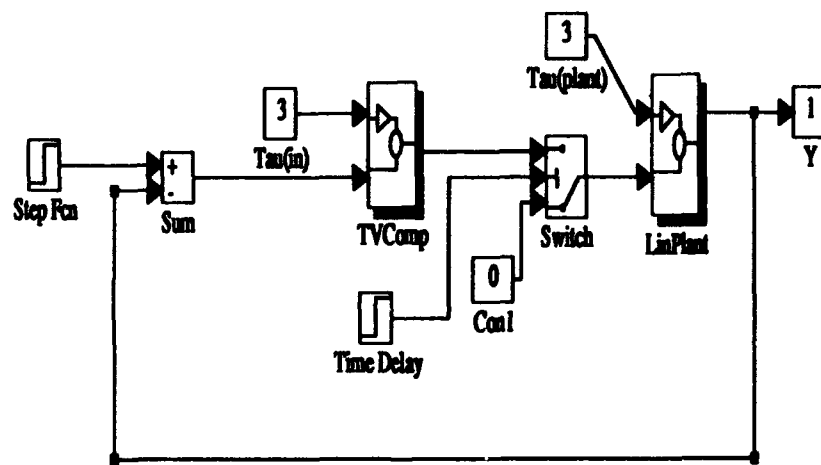 3
Tau(plant)
3
Tau(in)
1
Y
+
-
Step Fcn
Sum
TVComp
Switch
LinPlant
0
Con1
Time Delay